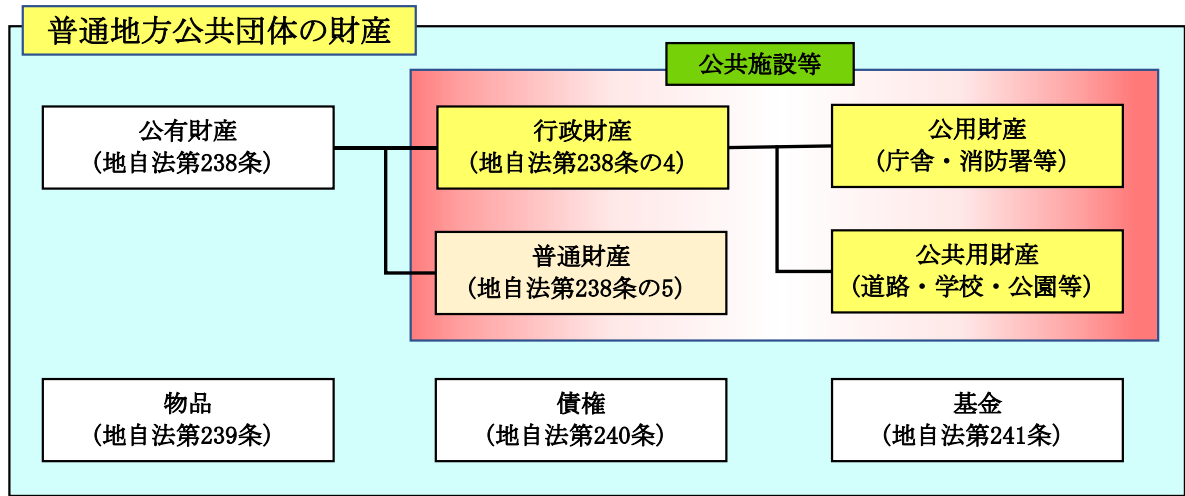 普通地方公共団体の財産
公共施設等
公有財産
(地自法第238条)
行政財産
(地自法第238条の4)
公用財産
(庁舎・消防署等)
普通財産
(地自法第238条の5)
公共用財産
(道路・学校・公園等)
物品
(地自法第239条)
債権
(地自法第240条)
基金
(地自法第241条)